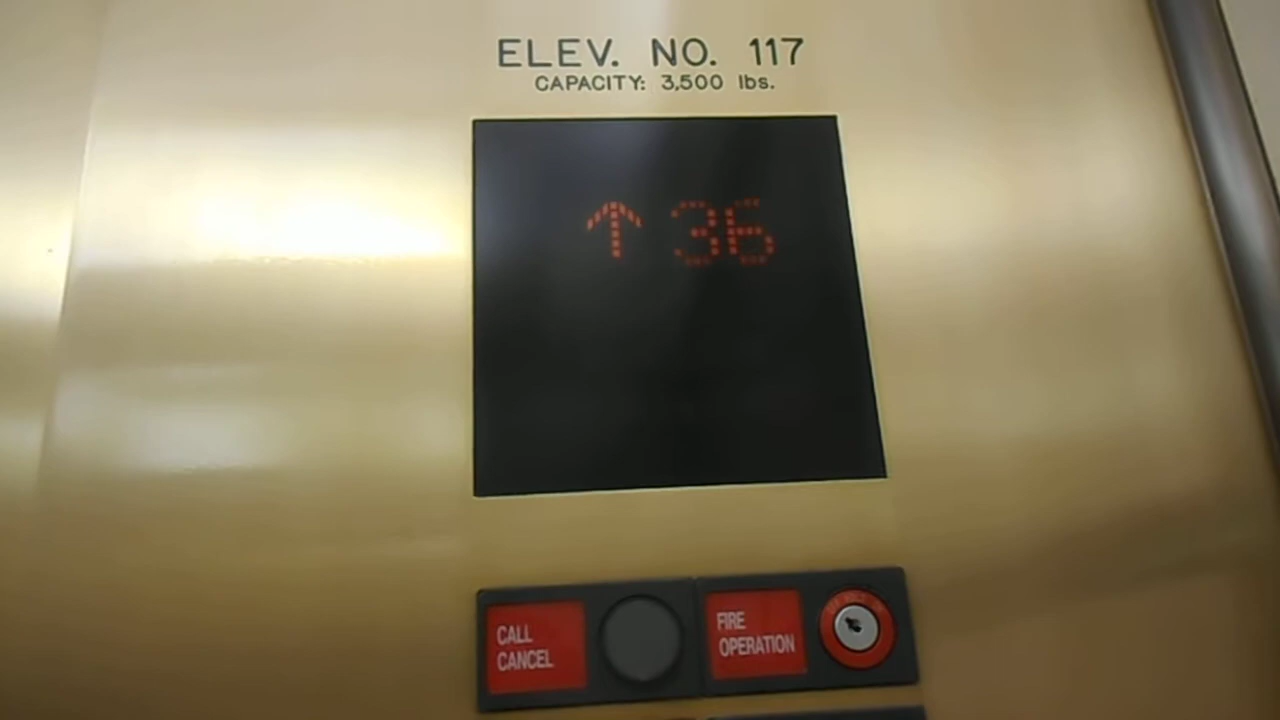 ELEV. NO. 117
CAPACITY: 3,500 lbs.
↑ 36
CALL
CANCEL
FIRE
OPERATION